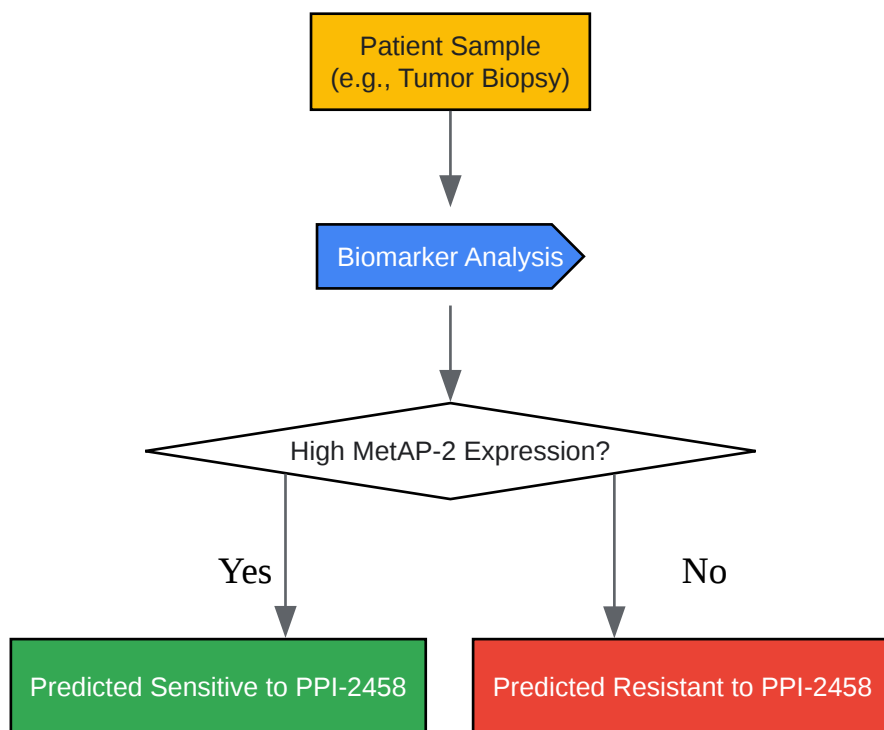 Patient Sample
(e.g., Tumor Biopsy)
Biomarker Analysis
High MetAP-2 Expression?
Yes
No
Predicted Sensitive to PPI-2458
Predicted Resistant to PPI-2458